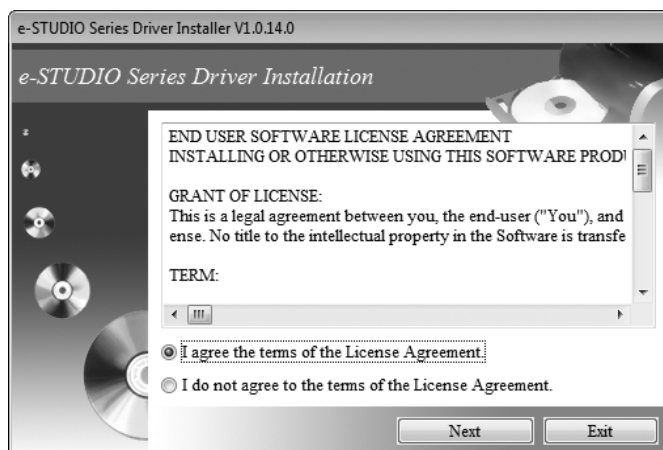 e-STUDIO Series Driver Installer V1.0.14.0
e-STUDIO Series Driver Installation
END USER SOFTWARE LICENSE AGREEMENT
INSTALLING OR OTHERWISE USING THIS SOFTWARE PRODU
GRANT OF LICENSE:
This is a legal agreement between you, the end-user ("You"), and
ense. No title to the intellectual property in the Software is transfe
TERM:
I agree the terms of the License Agreement.
I do not agree to the terms of the License Agreement.
Next
Exit